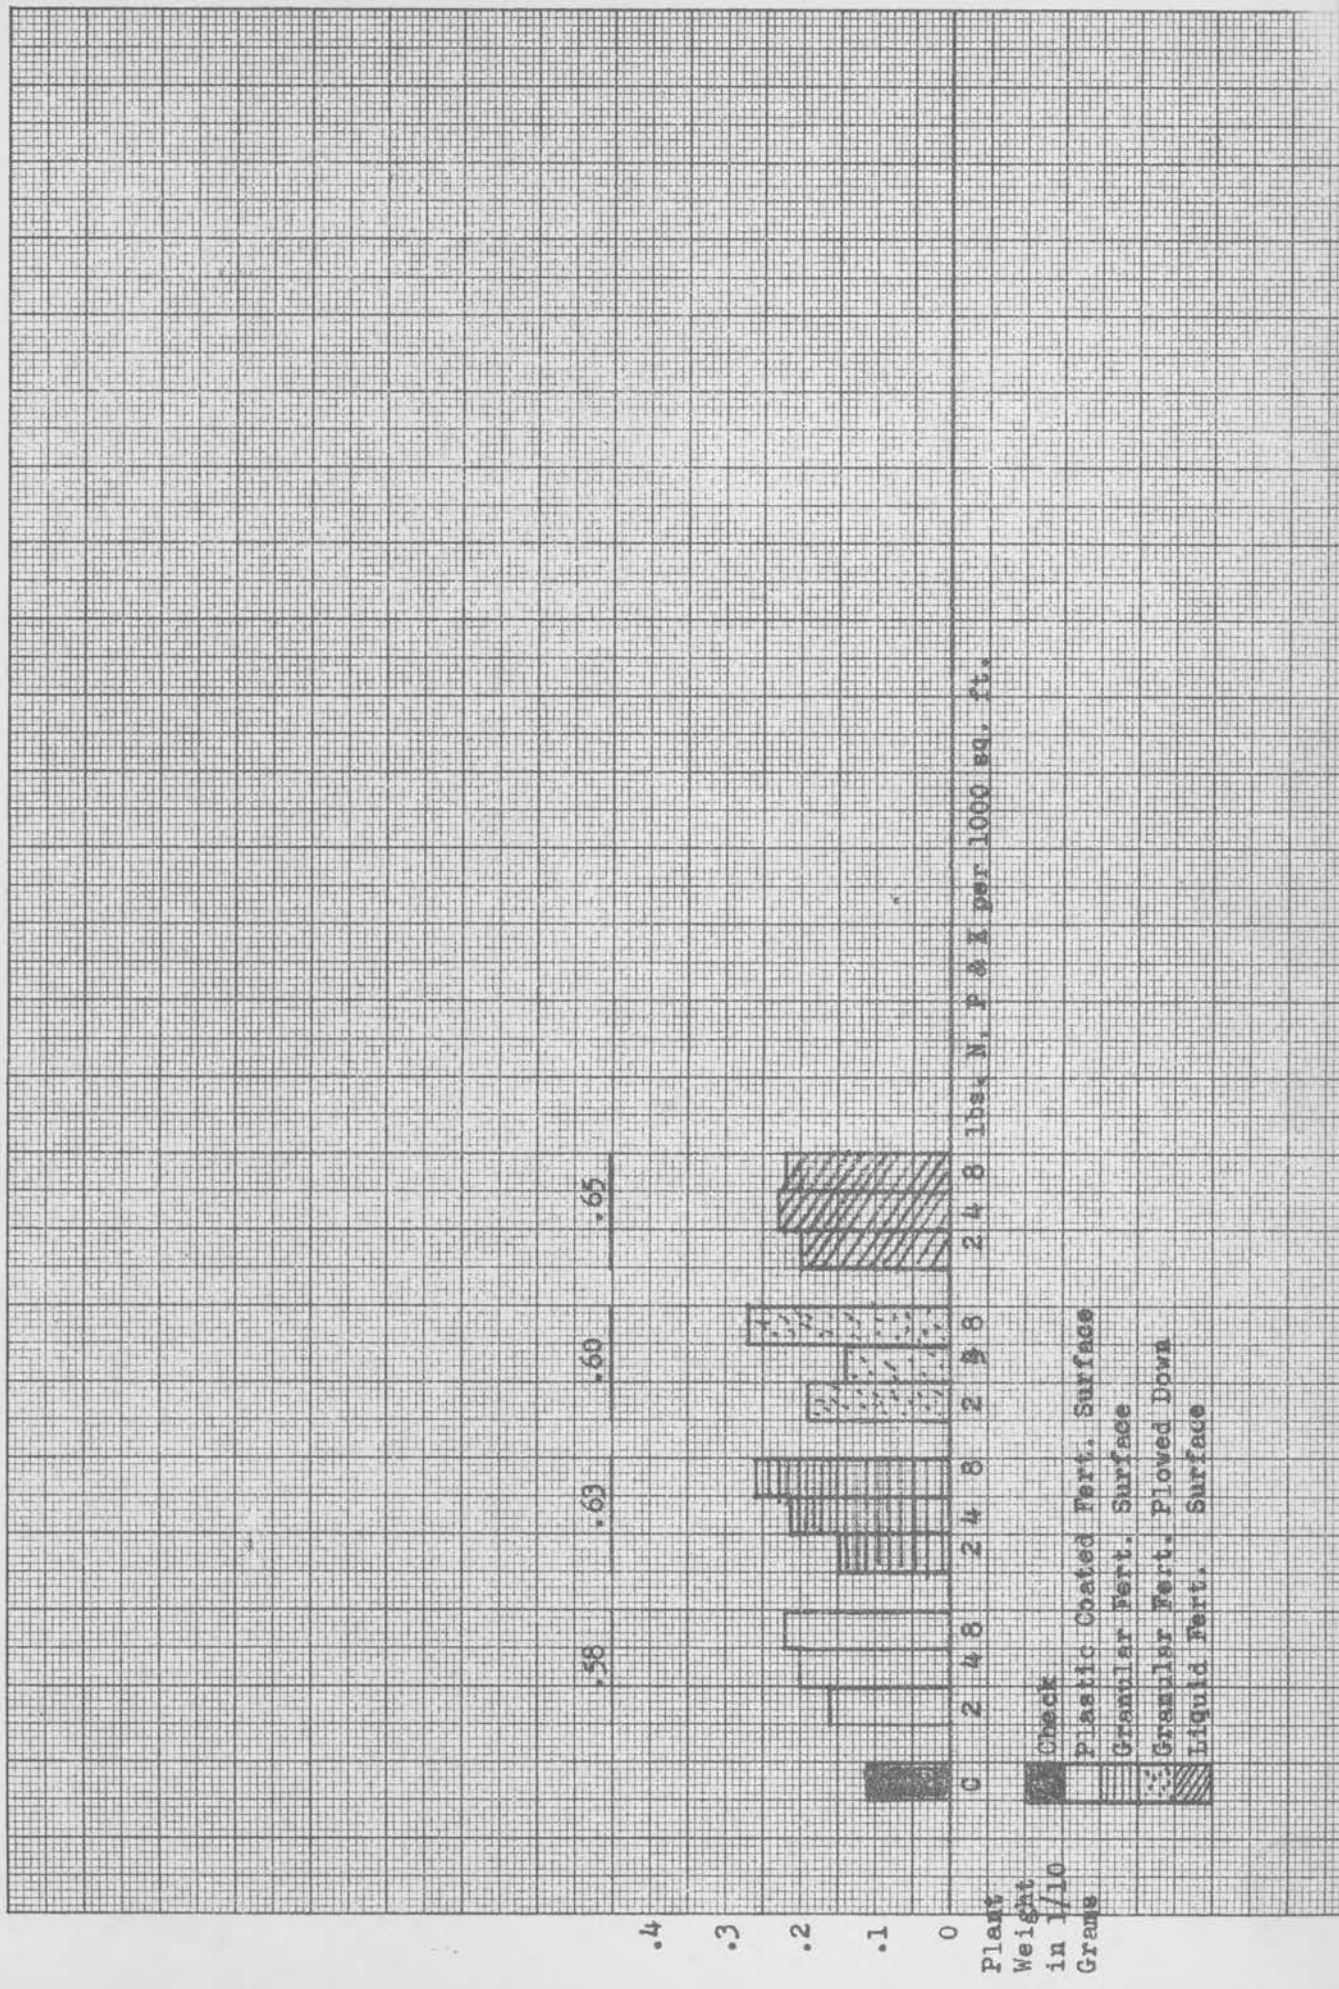 .58 .63 .60 .65
.4
.3
.2
.1
0
C 2 4 8 2 4 8 2 8 2 4 8 lbs. N, P & K per 1000 sq. ft.
Plant
Weight
in 1/10
Grams
Check
Plastic Coated Fert. Surface
Granular Fert. Surface
Granular Fert. Plowed Down
Liquid Fert. Surface